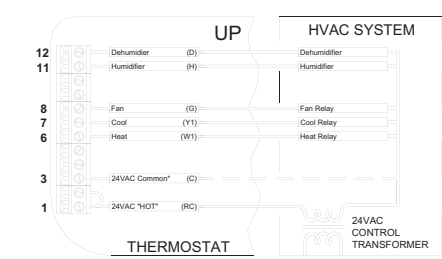 UP HVAC SYSTEM
12 Dehumidier (D) Dehumidifier
11 Humidifier (H) Humidifier
8 Fan (G) Fan Relay
7 Cool (Y1) Cool Relay
6 Heat (W1) Heat Relay
3 24VAC Common* (C)
1 24VAC "HOT" (RC)
24VAC
CONTROL
TRANSFORMER
THERMOSTAT